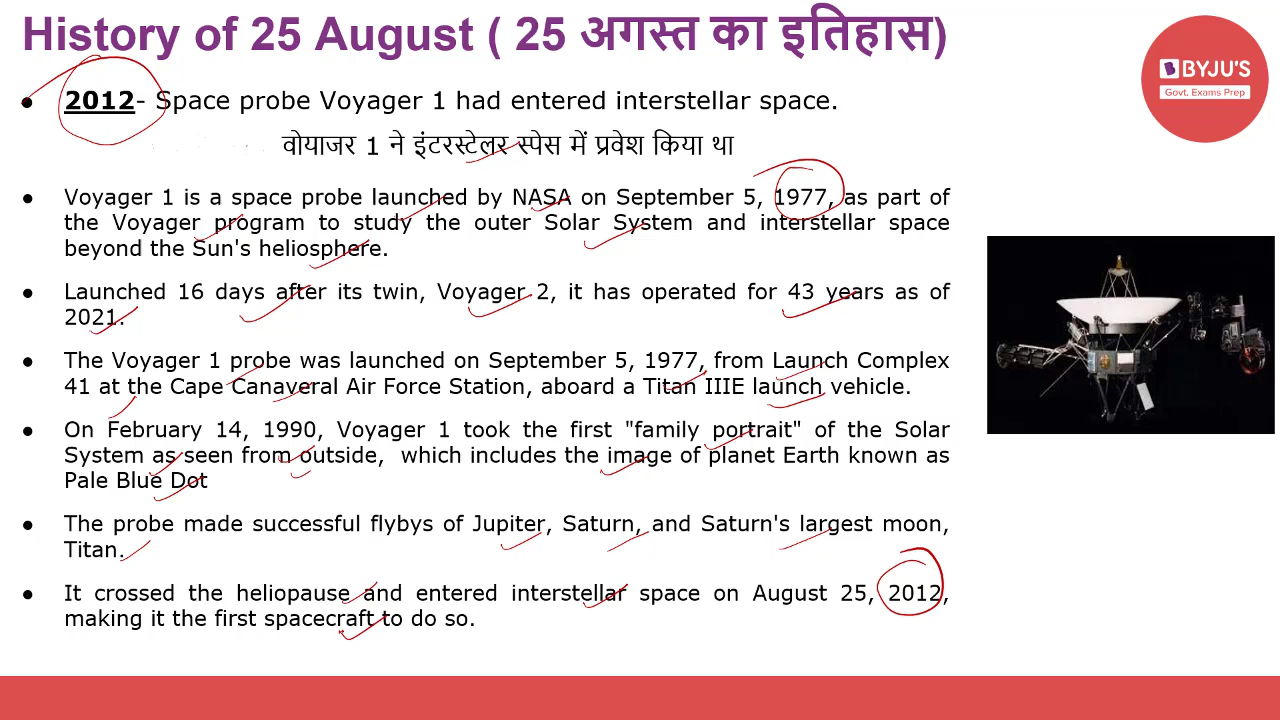 History of 25 August ( 25 अगस्त का इतिहास)
BYJU'S
Govt. Exams Prep
● 2012- Space probe Voyager 1 had entered interstellar space.
वोयाजर 1 ने इंटरस्टेलर स्पेस में प्रवेश किया था
● Voyager 1 is a space probe launched by NASA on September 5, 1977, as part of
the Voyager program to study the outer Solar System and interstellar space
beyond the Sun's heliosphere.
● Launched 16 days after its twin, Voyager 2, it has operated for 43 years as of
2021.
● The Voyager 1 probe was launched on September 5, 1977, from Launch Complex
41 at the Cape Canaveral Air Force Station, aboard a Titan IIIE launch vehicle.
● On February 14, 1990, Voyager 1 took the first "family portrait" of the Solar
System as seen from outside, which includes the image of planet Earth known as
Pale Blue Dot
● The probe made successful flybys of Jupiter, Saturn, and Saturn's largest moon,
Titan.
● It crossed the heliopause and entered interstellar space on August 25, 2012,
making it the first spacecraft to do so.